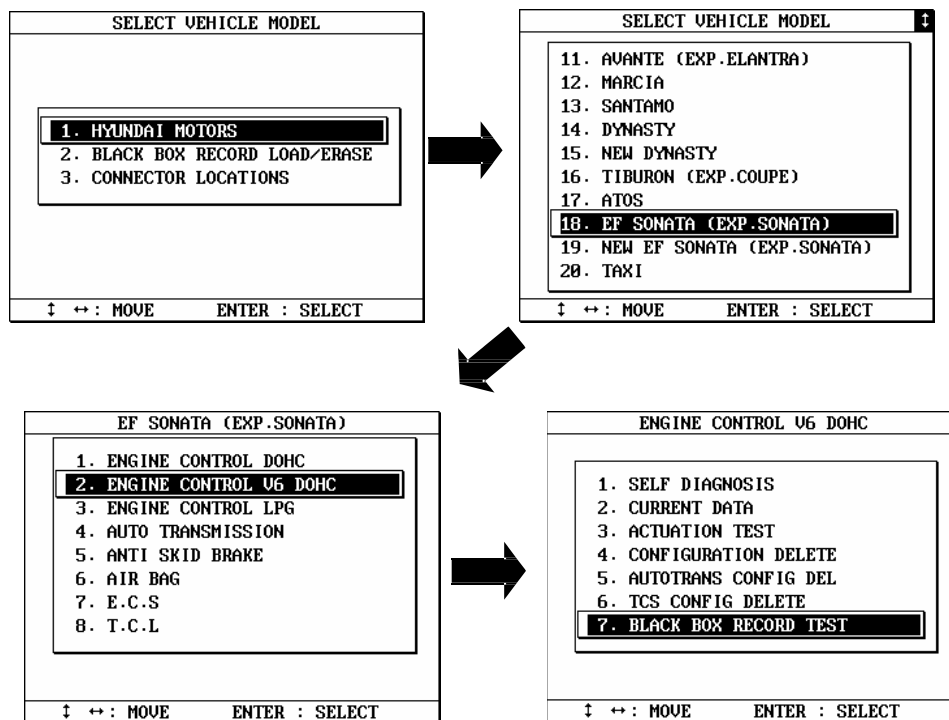 SELECT VEHICLE MODEL
1. HYUNDAI MOTORS
2. BLACK BOX RECORD LOAD/ERASE
3. CONNECTOR LOCATIONS
↕ ↔: MOVE ENTER : SELECT
SELECT VEHICLE MODEL ↕
11. AVANTE (EXP.ELANTRA)
12. MARCIA
13. SANTAMO
14. DYNASTY
15. NEW DYNASTY
16. TIBURON (EXP.COUPE)
17. ATOS
18. EF SONATA (EXP.SONATA)
19. NEW EF SONATA (EXP.SONATA)
20. TAXI
↕ ↔: MOVE ENTER : SELECT
EF SONATA (EXP.SONATA)
1. ENGINE CONTROL DOHC
2. ENGINE CONTROL V6 DOHC
3. ENGINE CONTROL LPG
4. AUTO TRANSMISSION
5. ANTI SKID BRAKE
6. AIR BAG
7. E.C.S
8. T.C.L
↕ ↔: MOVE ENTER : SELECT
ENGINE CONTROL V6 DOHC
1. SELF DIAGNOSIS
2. CURRENT DATA
3. ACTUATION TEST
4. CONFIGURATION DELETE
5. AUTOTRANS CONFIG DEL
6. TCS CONFIG DELETE
7. BLACK BOX RECORD TEST
↕ ↔: MOVE ENTER : SELECT